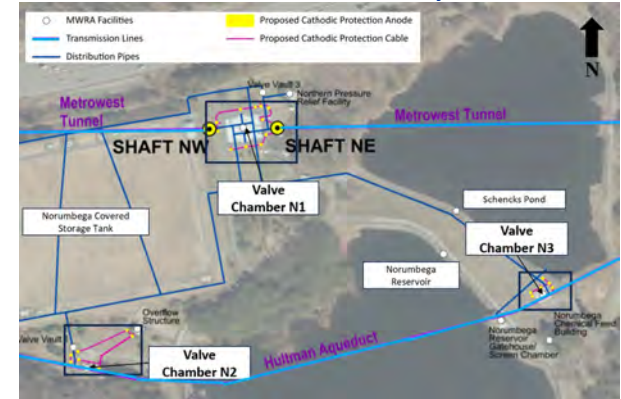 MWRA Facilities
Proposed Cathodic Protection Anode
Transmission Lines
Proposed Cathodic Protection Cable
Distribution Pipes
N
Valve Vault 3
Northern Pressure
Relief Facility
Metrowest
Tunnel
Metrowest Tunnel
SHAFT NW
SHAFT NE
Valve
Chamber N1
Schencks Pond
Norumbega Covered
Storage Tank
Valve
Chamber N3
Norumbega
Reservoir
Overflow
Structure
Norumbega
Chemical Feed
Building
Norumbega
Reservoir
Gatehouse/
Screen Chamber
Valve Vault
Hultman Aqueduct
Valve
Chamber N2